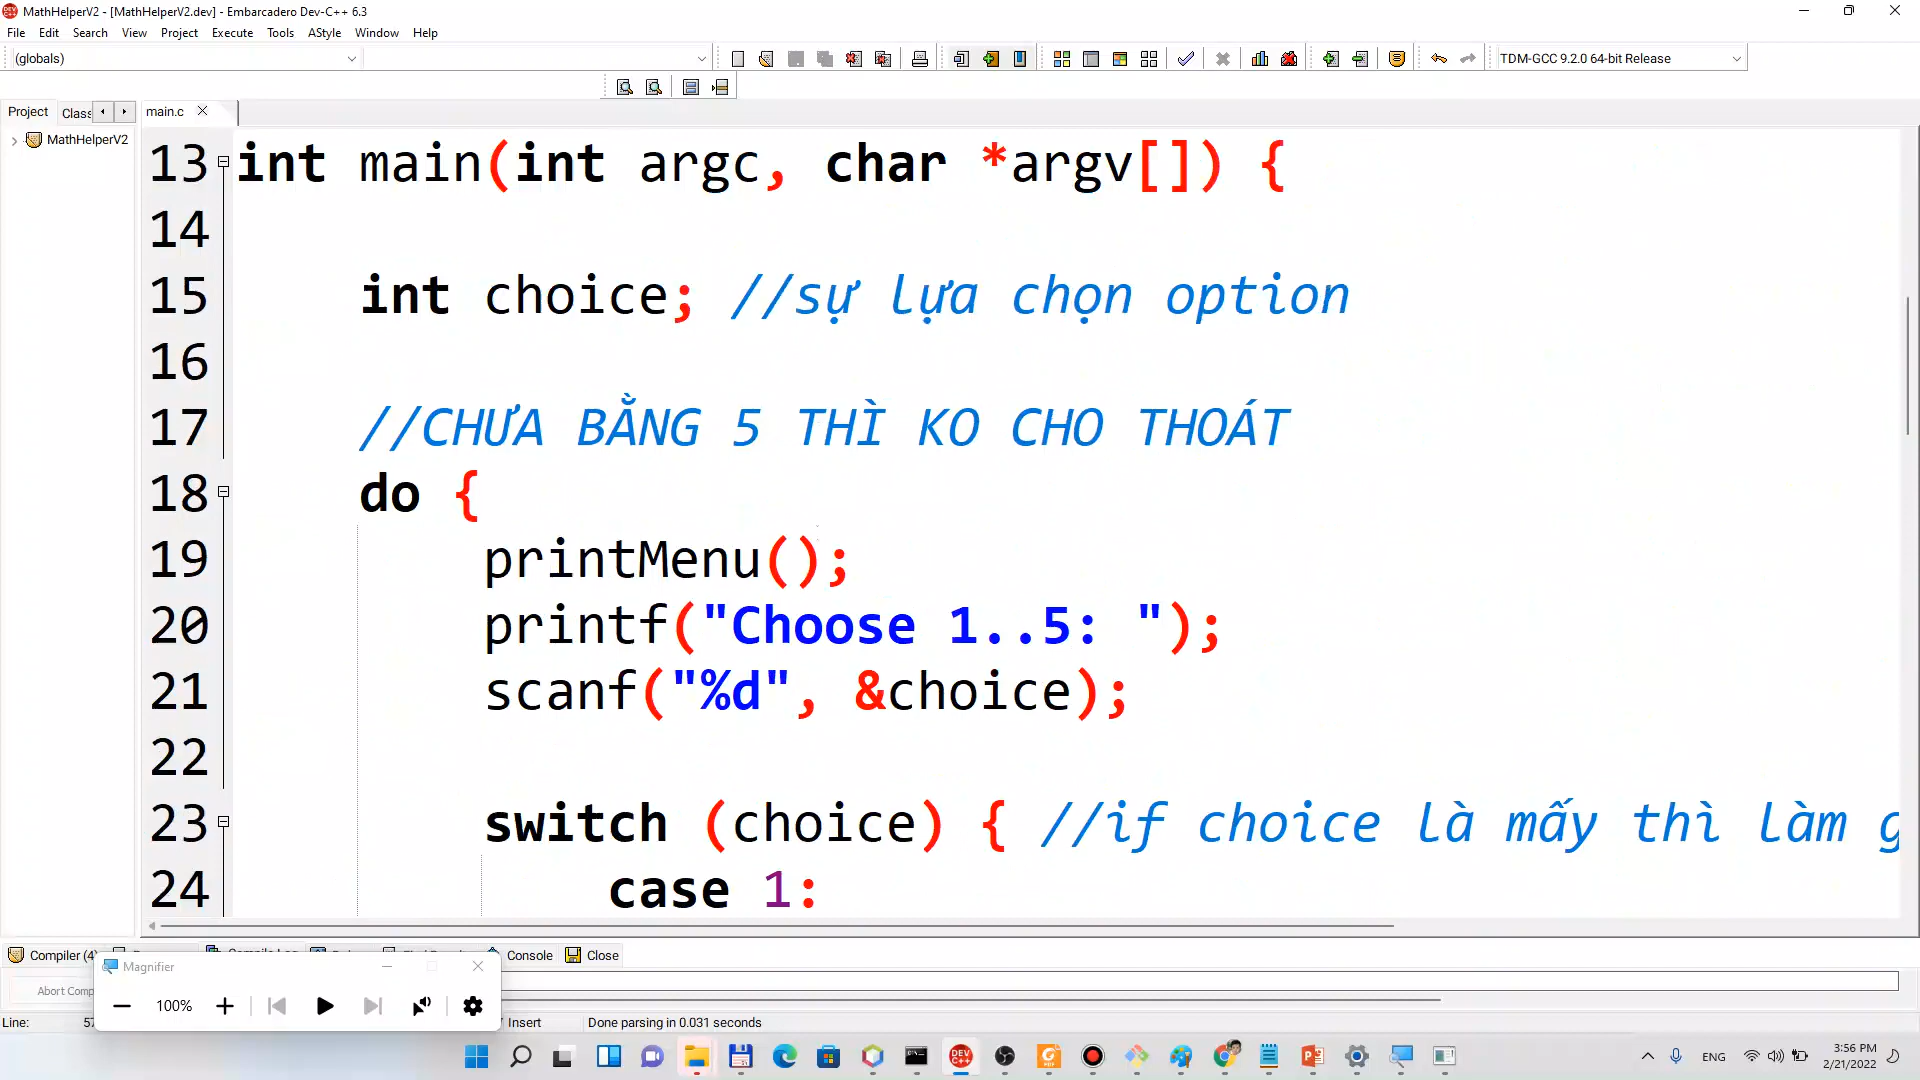 MathHelperV2 - [MathHelperV2.dev] - Embarcadero Dev-C++ 6.3
File Edit Search View Project Execute Tools AStyle Window Help
(globals)
TDM-GCC 9.2.0 64-bit Release
Project Class
main.c
MathHelperV2
13 int main(int argc, char *argv[]) {
14
15 int choice; //sự lựa chọn option
16
17 //CHƯA BẰNG 5 THÌ KO CHO THOÁT
18 do {
19 printMenu();
20 printf("Choose 1..5: ");
21 scanf("%d", &choice);
22
23 switch (choice) { //if choice là mấy thì làm
24 case 1:
Compiler (4) Console Close
Magnifier
Abort Comp
100%
Line: 57 Insert Done parsing in 0.031 seconds
ENG
3:56 PM
2/21/2022